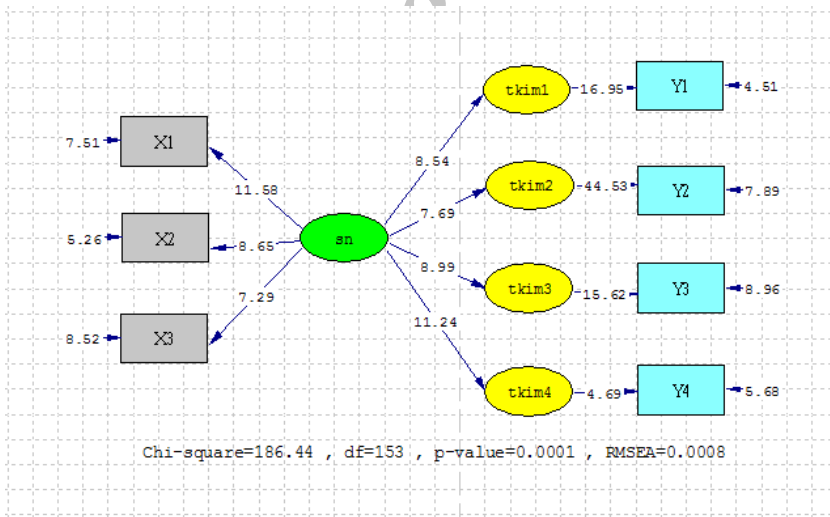 tkim1
16.95
Y1
4.51
7.51
X1
8.54
11.58
tkim2
44.53
Y2
7.89
7.69
5.26
X2
8.65
sn
8.99
tkim3
15.62
Y3
8.96
7.29
11.24
8.52
X3
tkim4
4.69
Y4
5.68
Chi-square=186.44 , df=153 , p-value=0.0001 , RMSEA=0.0008